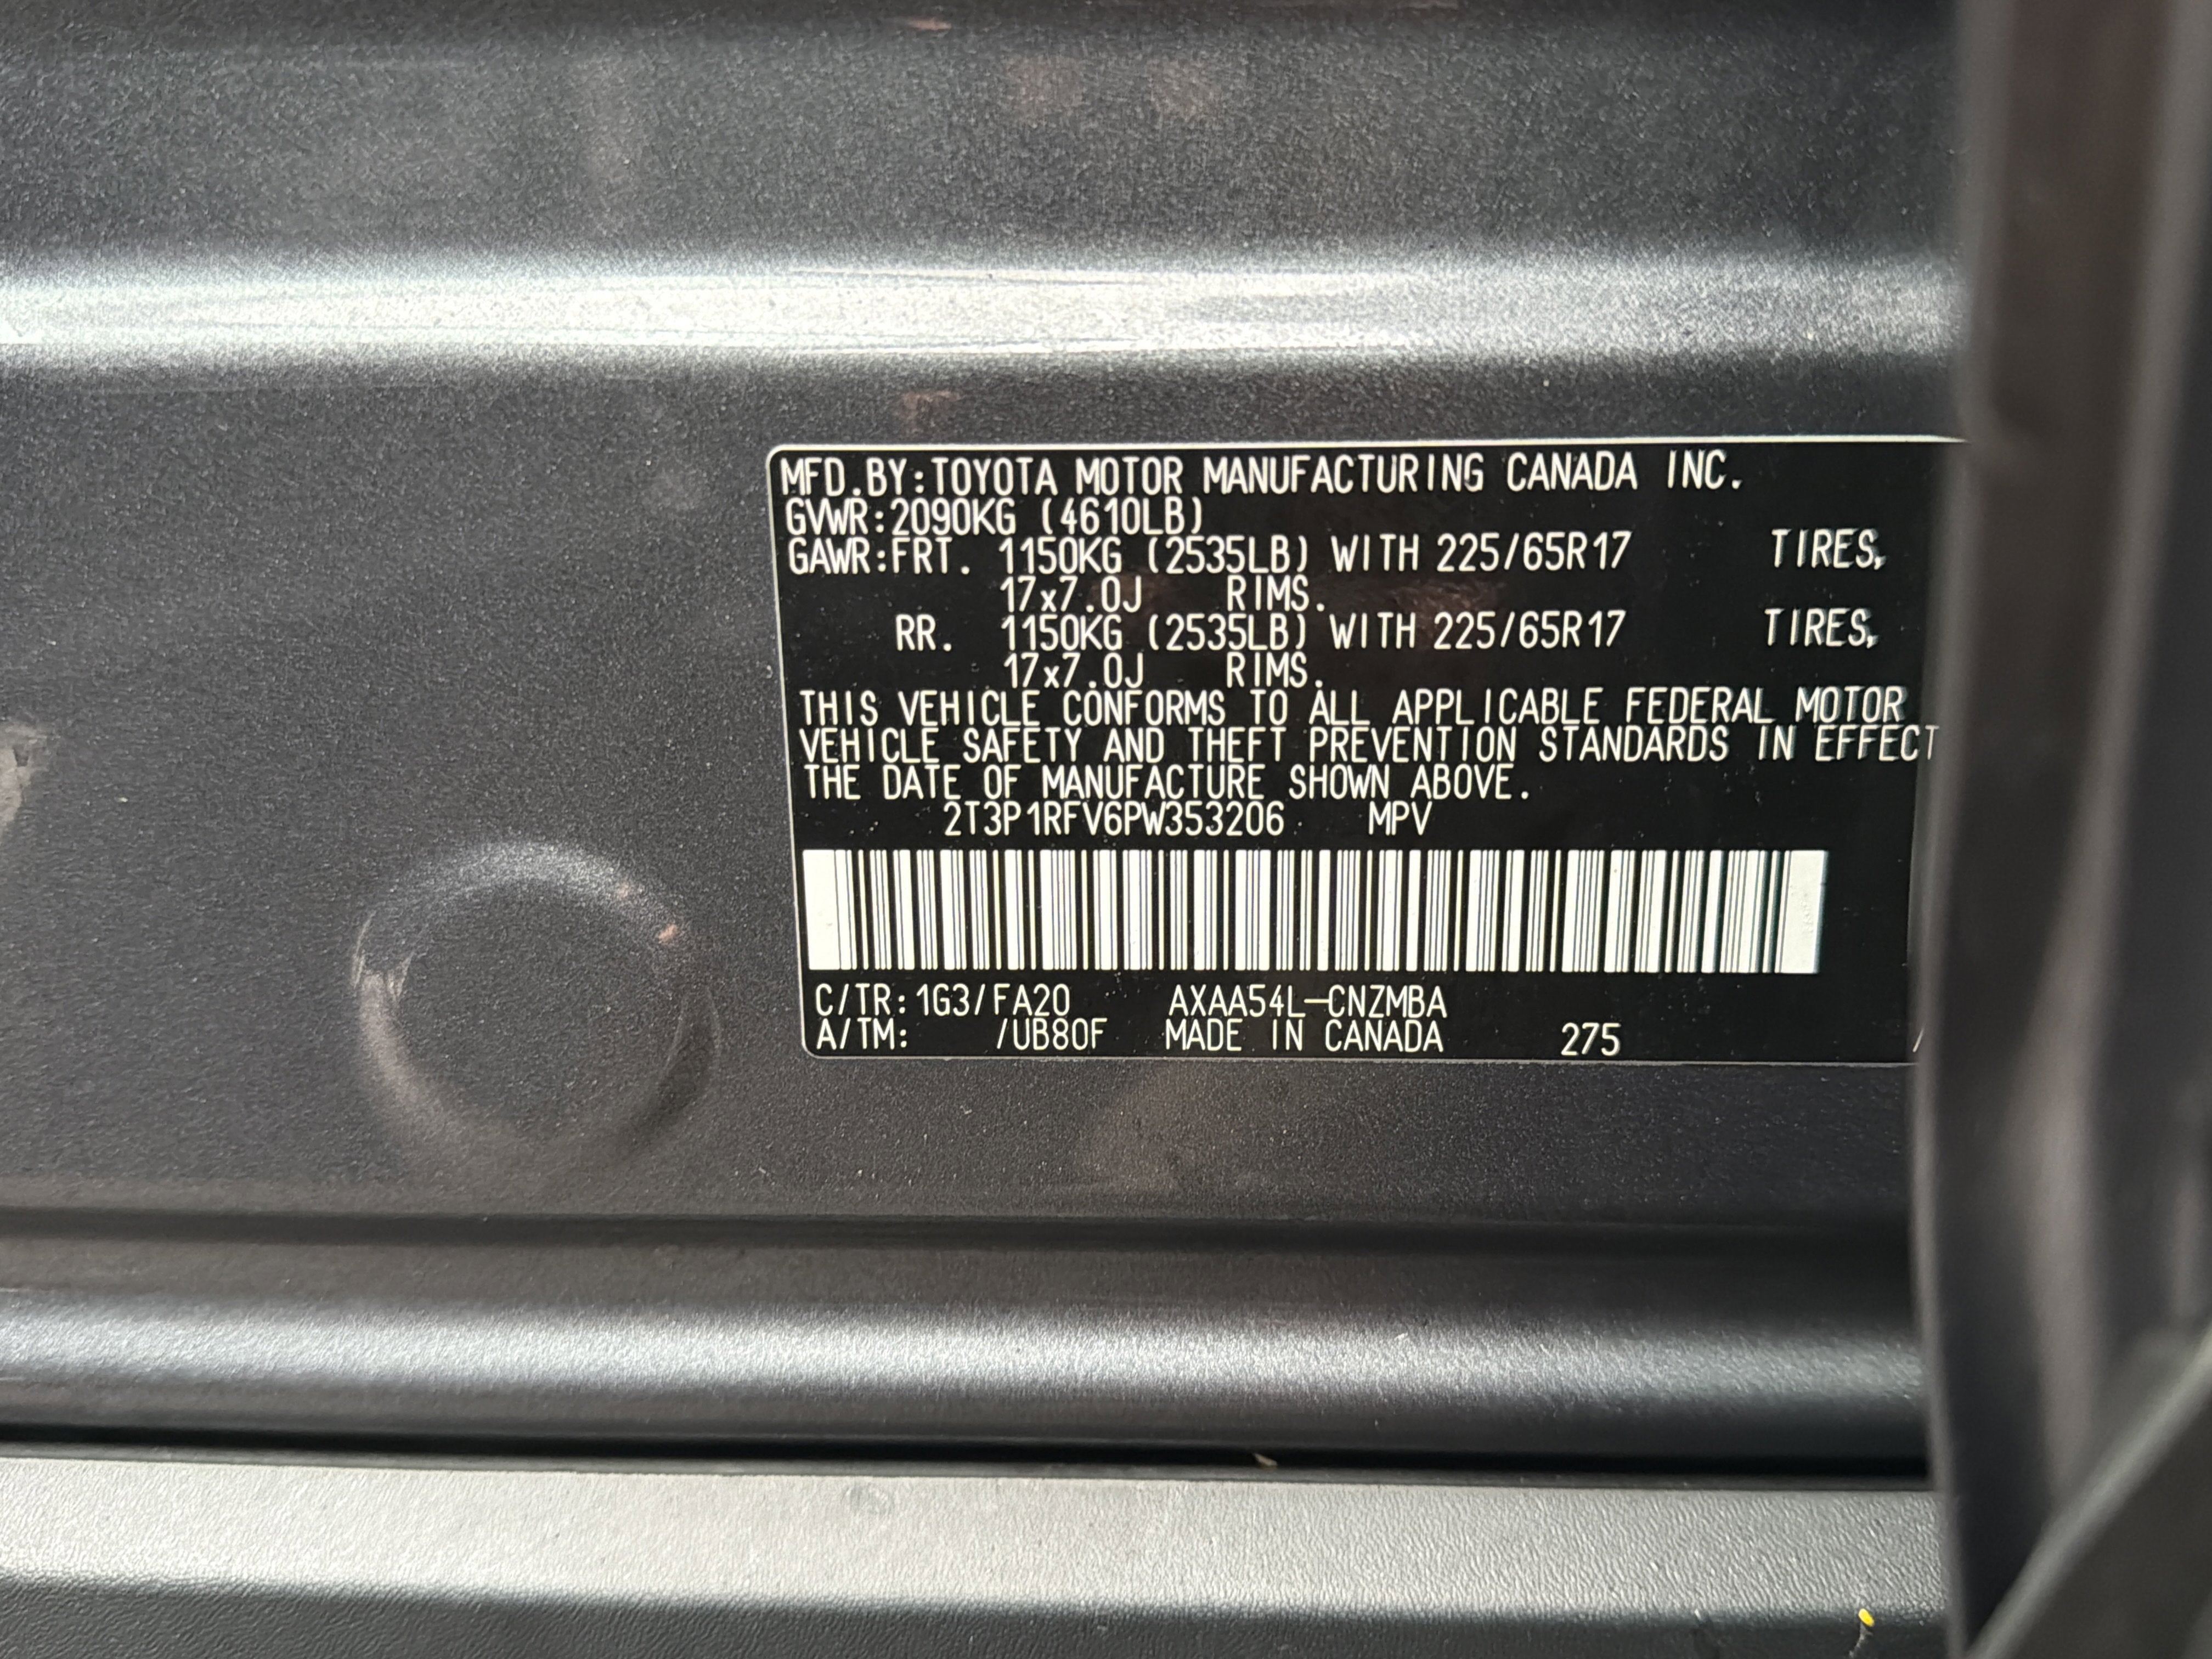 MFD.BY:TOYOTA MOTOR MANUFACTURING CANADA INC.
GVWR:2090KG (4610LB)
GAWR:FRT. 1150KG (2535LB) WITH 225/65R17 TIRES,
17x7.0J RIMS.
RR. 1150KG (2535LB) WITH 225/65R17 TIRES,
17x7.0J RIMS.
THIS VEHICLE CONFORMS TO ALL APPLICABLE FEDERAL MOTOR
VEHICLE SAFETY AND THEFT PREVENTION STANDARDS IN EFFECT
THE DATE OF MANUFACTURE SHOWN ABOVE.
2T3P1RFV6PW353206 MPV
C/TR:1G3/FA20 AXAA54L-CNZMBA
A/TM: /UB80F MADE IN CANADA 275